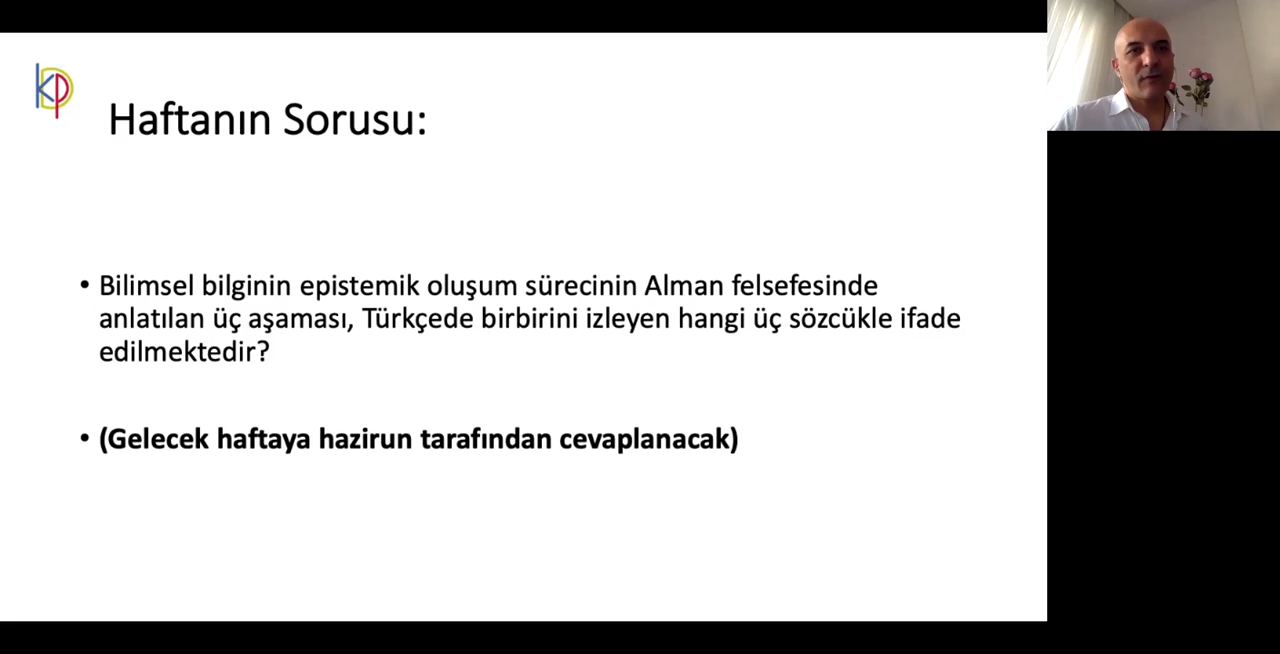 KDP
Haftanın Sorusu:
• Bilimsel bilginin epistemik oluşum sürecinin Alman felsefesinde
anlatılan üç aşaması, Türkçede birbirini izleyen hangi üç sözcükle ifade
edilmektedir?
• (Gelecek haftaya hazirun tarafından cevaplanacak)